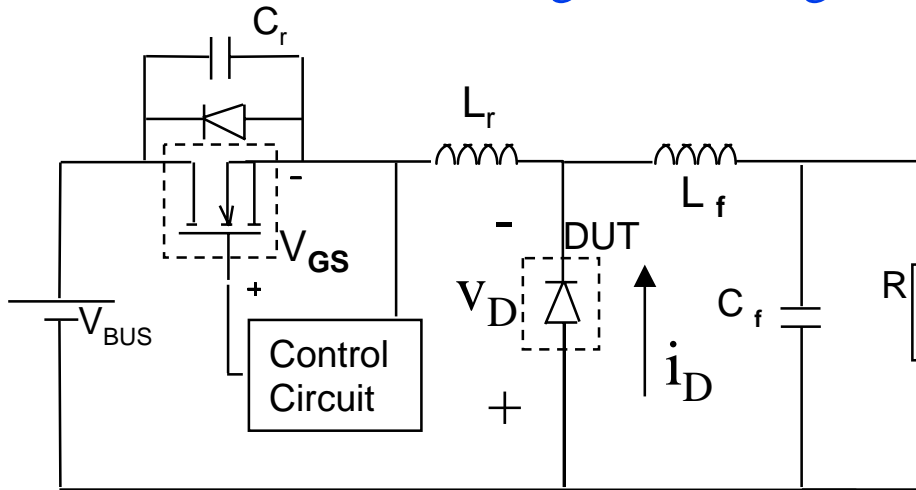 C_r
L_r
L_f
-
V_GS
+
-
DUT
V_BUS
v_D
C_f
R
Control
Circuit
i_D
+